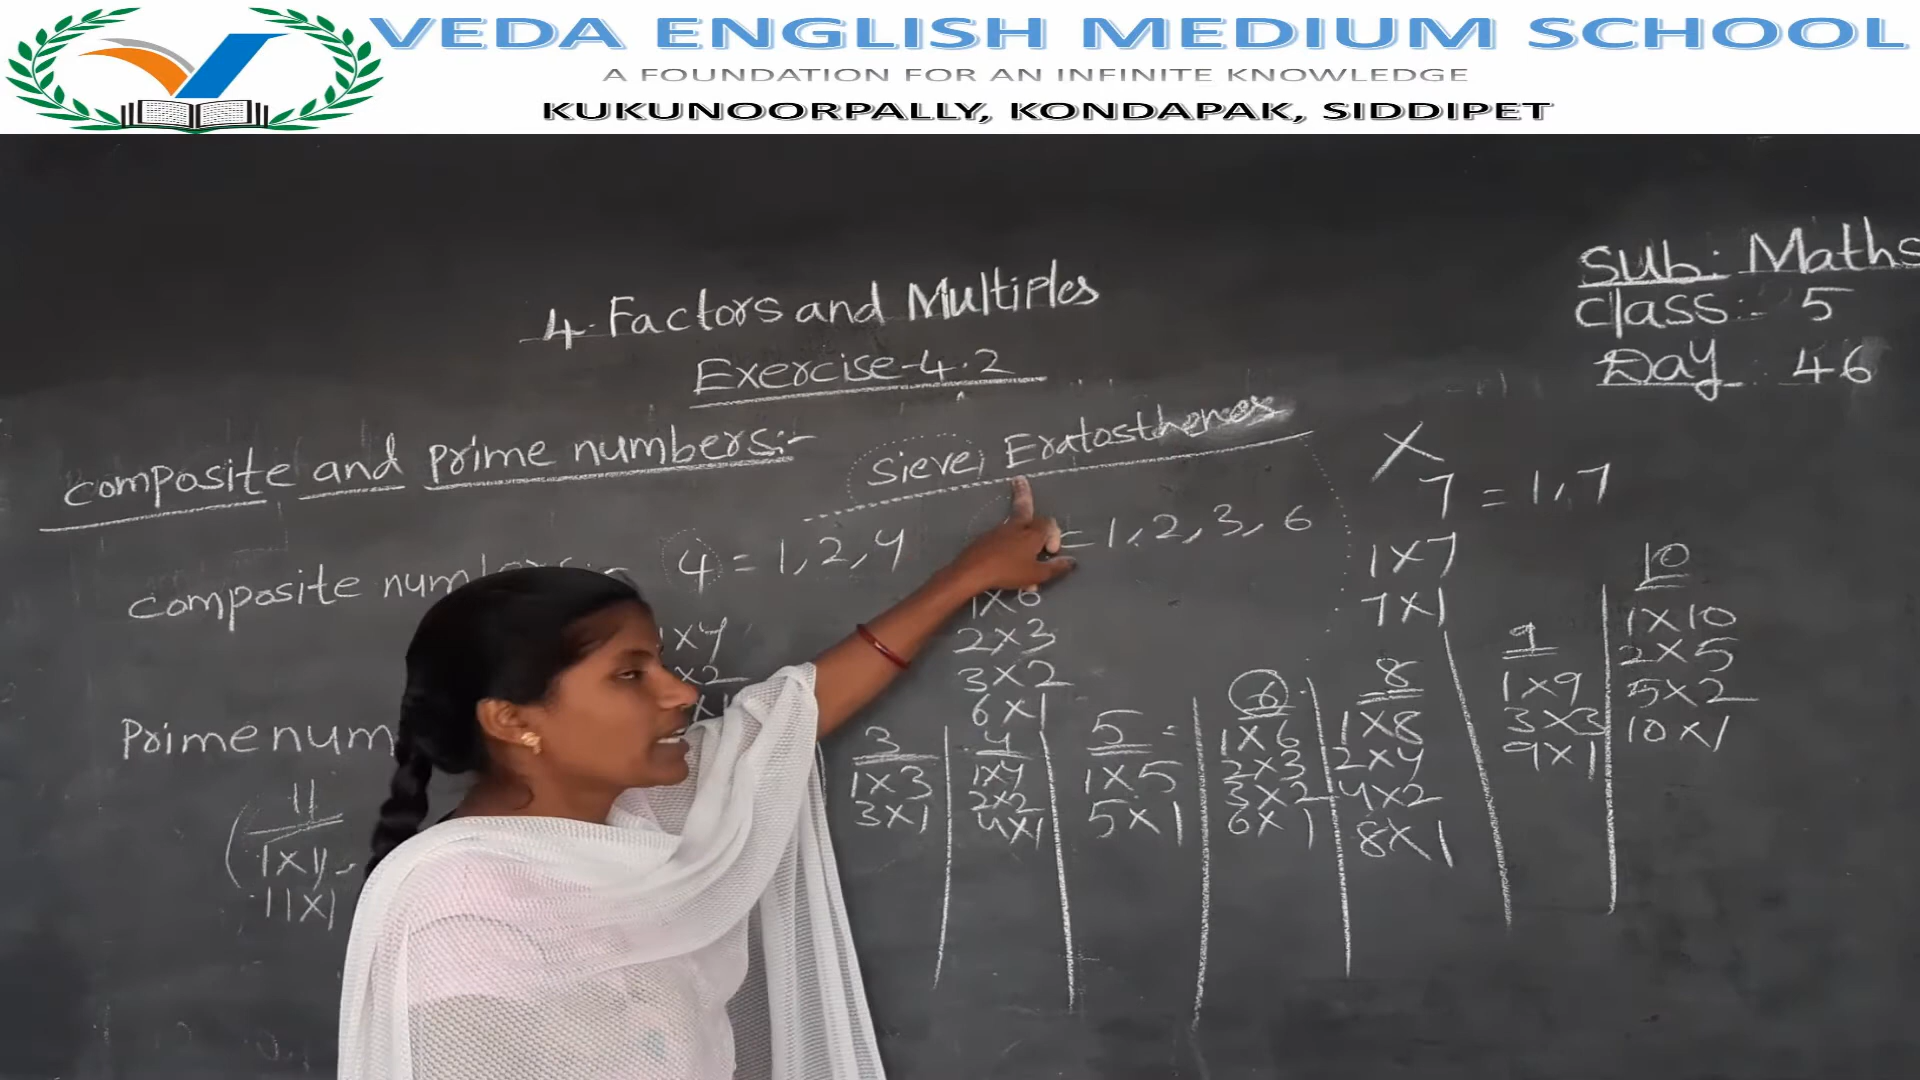 VEDA ENGLISH MEDIUM SCHOOL
A FOUNDATION FOR AN INFINITE KNOWLEDGE
KUKUNOORPALLY, KONDAPAK, SIDDIPET
Sub: Maths
Class:- 5
Day : 46
4. Factors and Multiples
Exercise-4.2
Composite and prime numbers:-
Sieve, Eratosthenes
X
7 = 1, 7
1x7
7x1
Composite
4 = 1, 2, 4
= 1, 2, 3, 6
1x6
2x3
3x2
6x1
x4
x2
Prime num
11
1x11
11x1
3
1x3
3x1
4
1x4
2x2
4x1
5
1x5
5x1
6
1x6
2x3
3x2
6x1
8
1x8
2x4
4x2
8x1
9
1x9
3x3
9x1
10
1x10
2x5
5x2
10x1